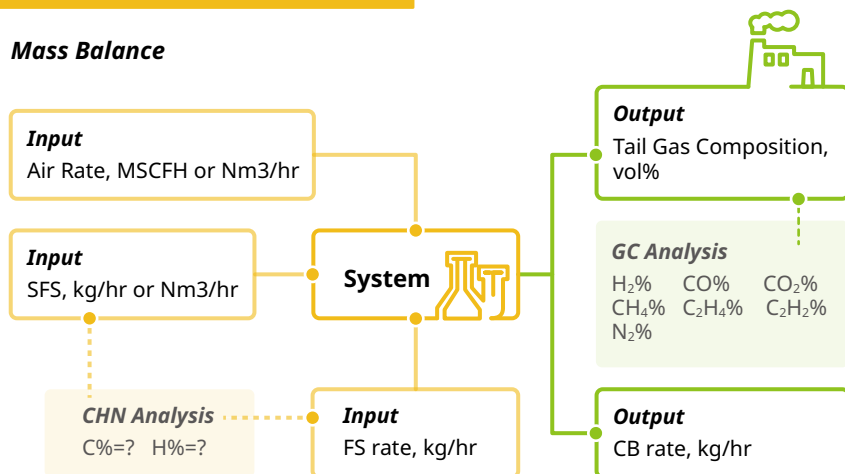 Mass Balance
Input
Air Rate, MSCFH or Nm3/hr
Input
SFS, kg/hr or Nm3/hr
System
CHN Analysis
C%=? H%=?
Input
FS rate, kg/hr
Output
Tail Gas Composition,
vol%
GC Analysis
H₂% CO% CO₂%
CH₄% C₂H₄% C₂H₂%
N₂%
Output
CB rate, kg/hr